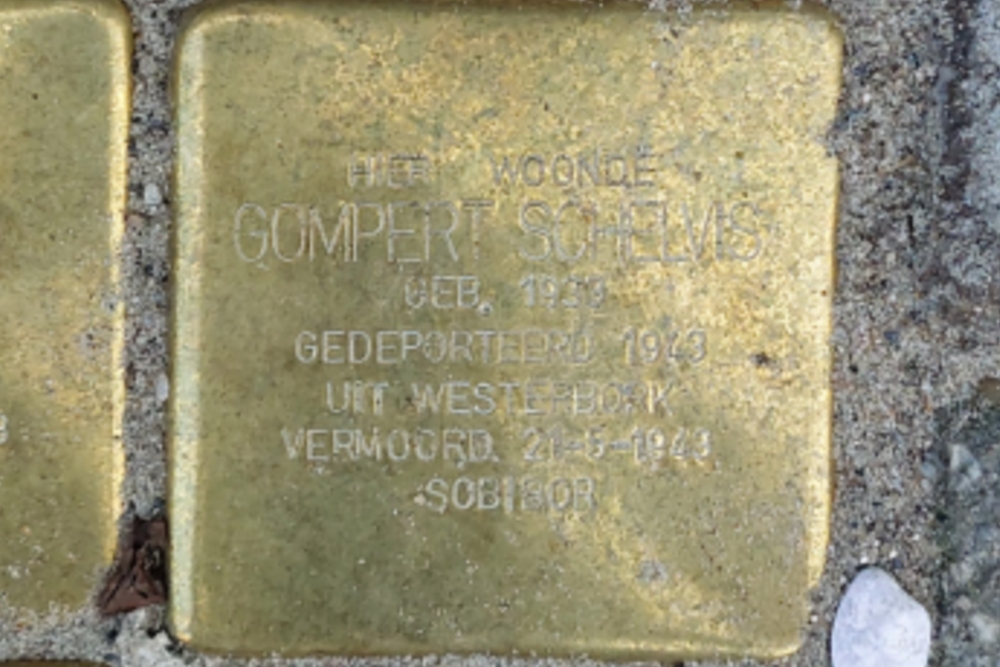 HIER WOONDE
GOMPERT SCHELVIS
GEB. 1939
GEDEPORTEERD 1943
UIT WESTERBORK
VERMOORD 21-5-1943
SOBIBOR